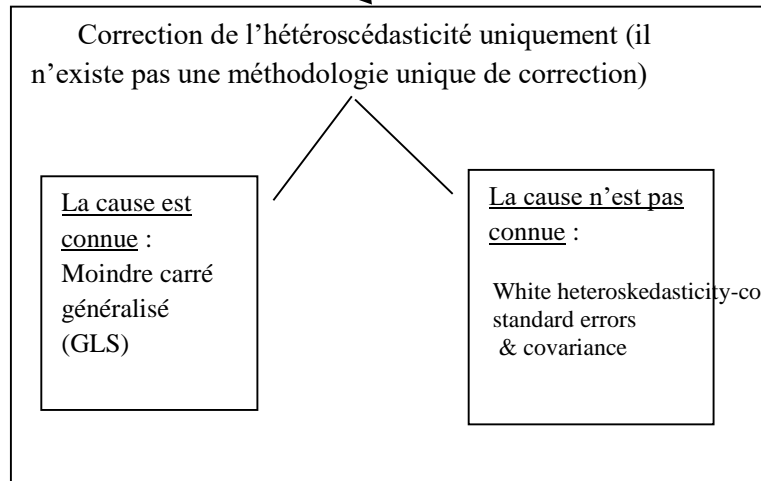 Correction de l’hétéroscédasticité uniquement (il
n’existe pas une méthodologie unique de correction)
La cause est
connue :
Moindre carré
généralisé
(GLS)
La cause n’est pas
connue :
White heteroskedasticity-co
standard errors
& covariance